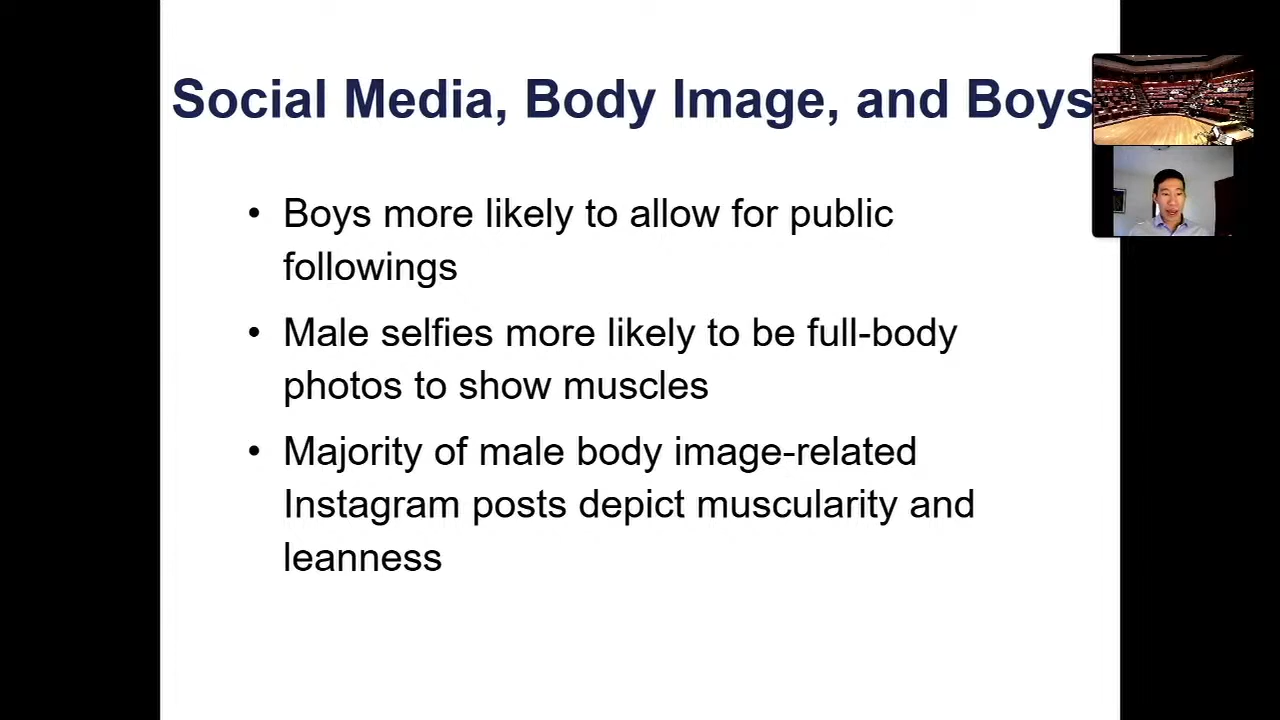 Social Media, Body Image, and Boys
• Boys more likely to allow for public
followings
• Male selfies more likely to be full-body
photos to show muscles
• Majority of male body image-related
Instagram posts depict muscularity and
leanness